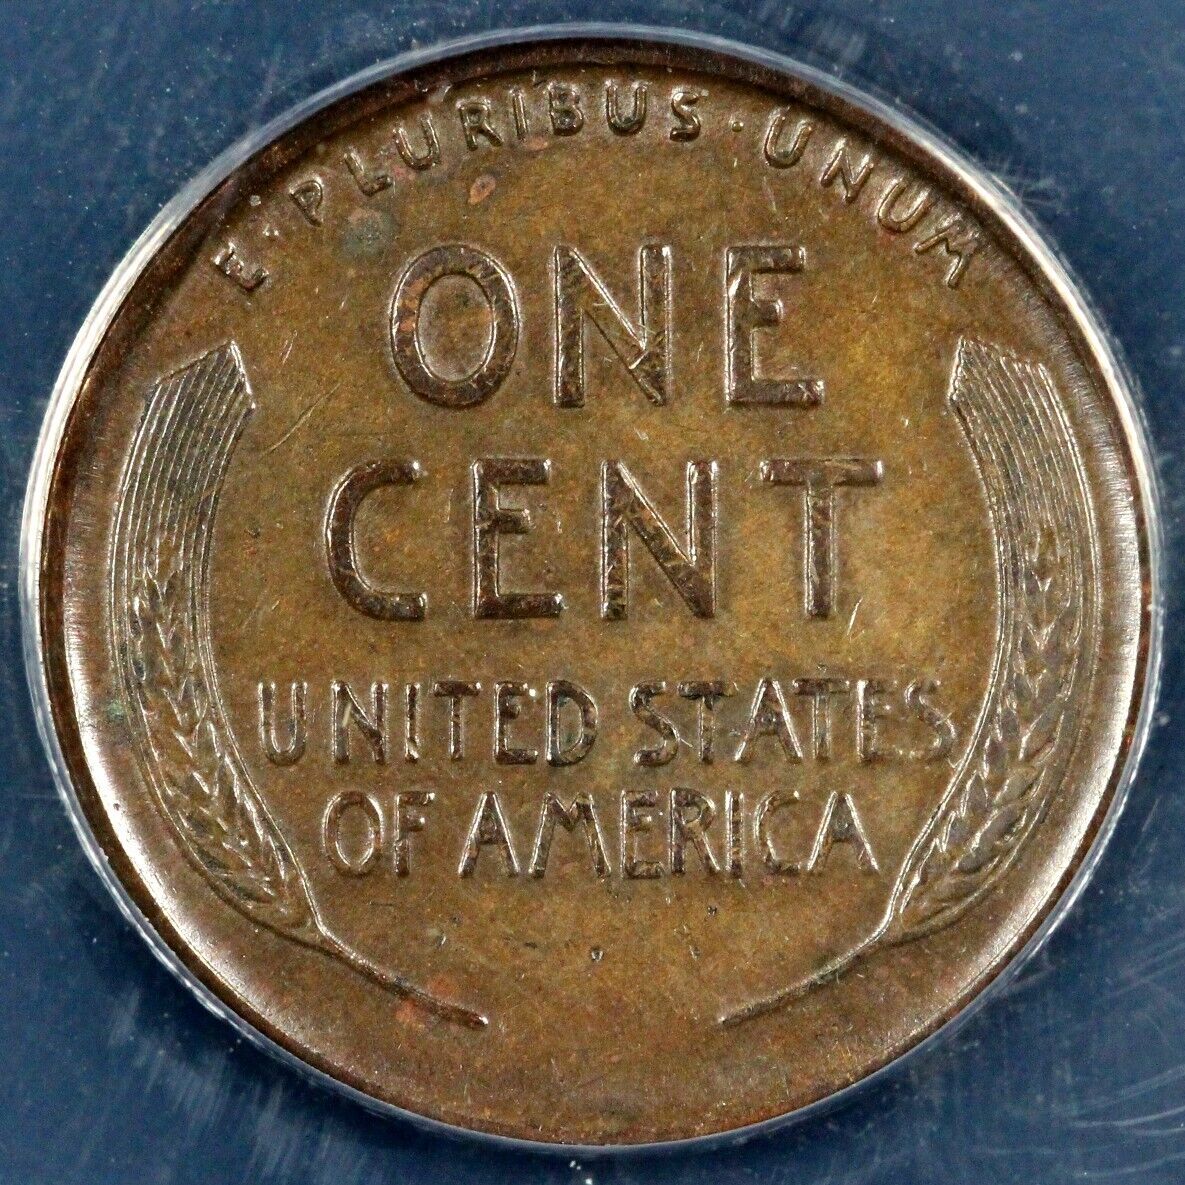 E · PLURIBUS · UNUM
ONE
CENT
UNITED STATES
OF AMERICA